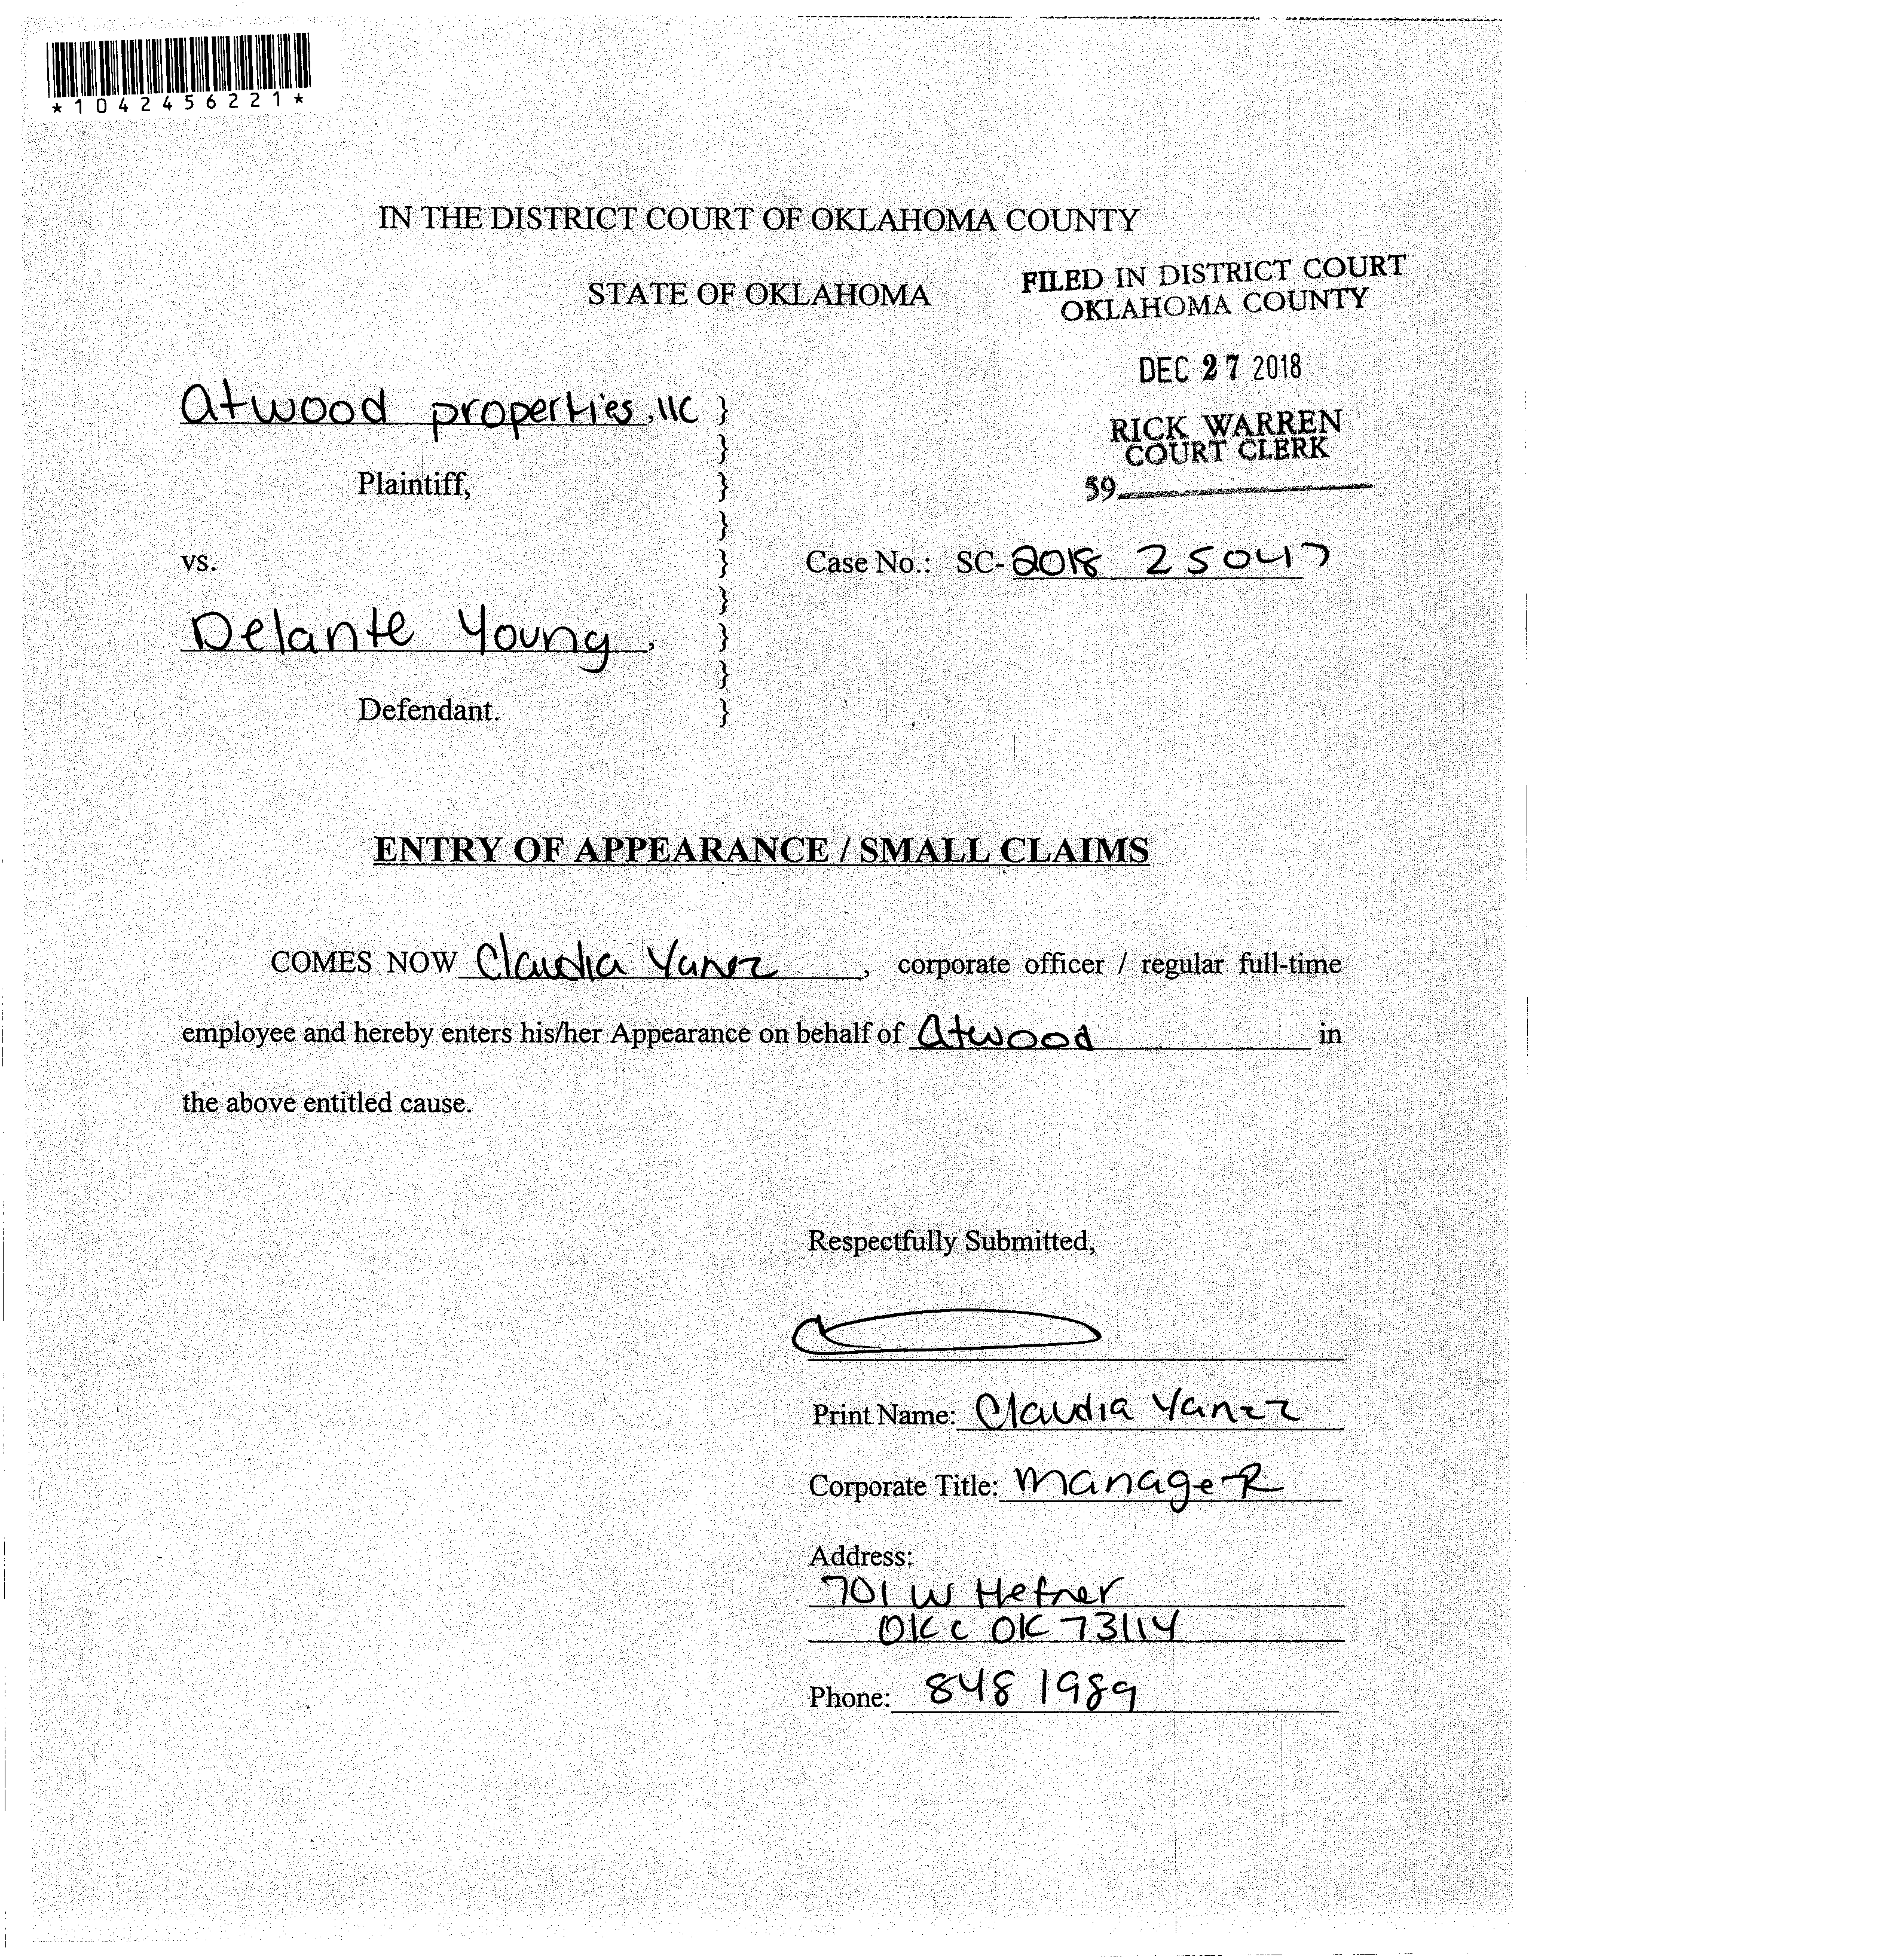 *1042456221*
IN THE DISTRICT COURT OF OKLAHOMA COUNTY
STATE OF OKLAHOMA
FILED IN DISTRICT COURT
OKLAHOMA COUNTY
DEC 27 2018
RICK WARREN
COURT CLERK
59
Atwood properties, llc }
}
Plaintiff, }
}
vs. }
Case No.: SC-2018 25047
}
Delante Young, }
}
Defendant. }
ENTRY OF APPEARANCE / SMALL CLAIMS
COMES NOW Claudia Yanez, corporate officer / regular full-time
employee and hereby enters his/her Appearance on behalf of Atwood in
the above entitled cause.
Respectfully Submitted,
Print Name: Claudia Yanez
Corporate Title: ManageR
Address:
701 W Hefner
OKC OK 73114
Phone: 848 1989